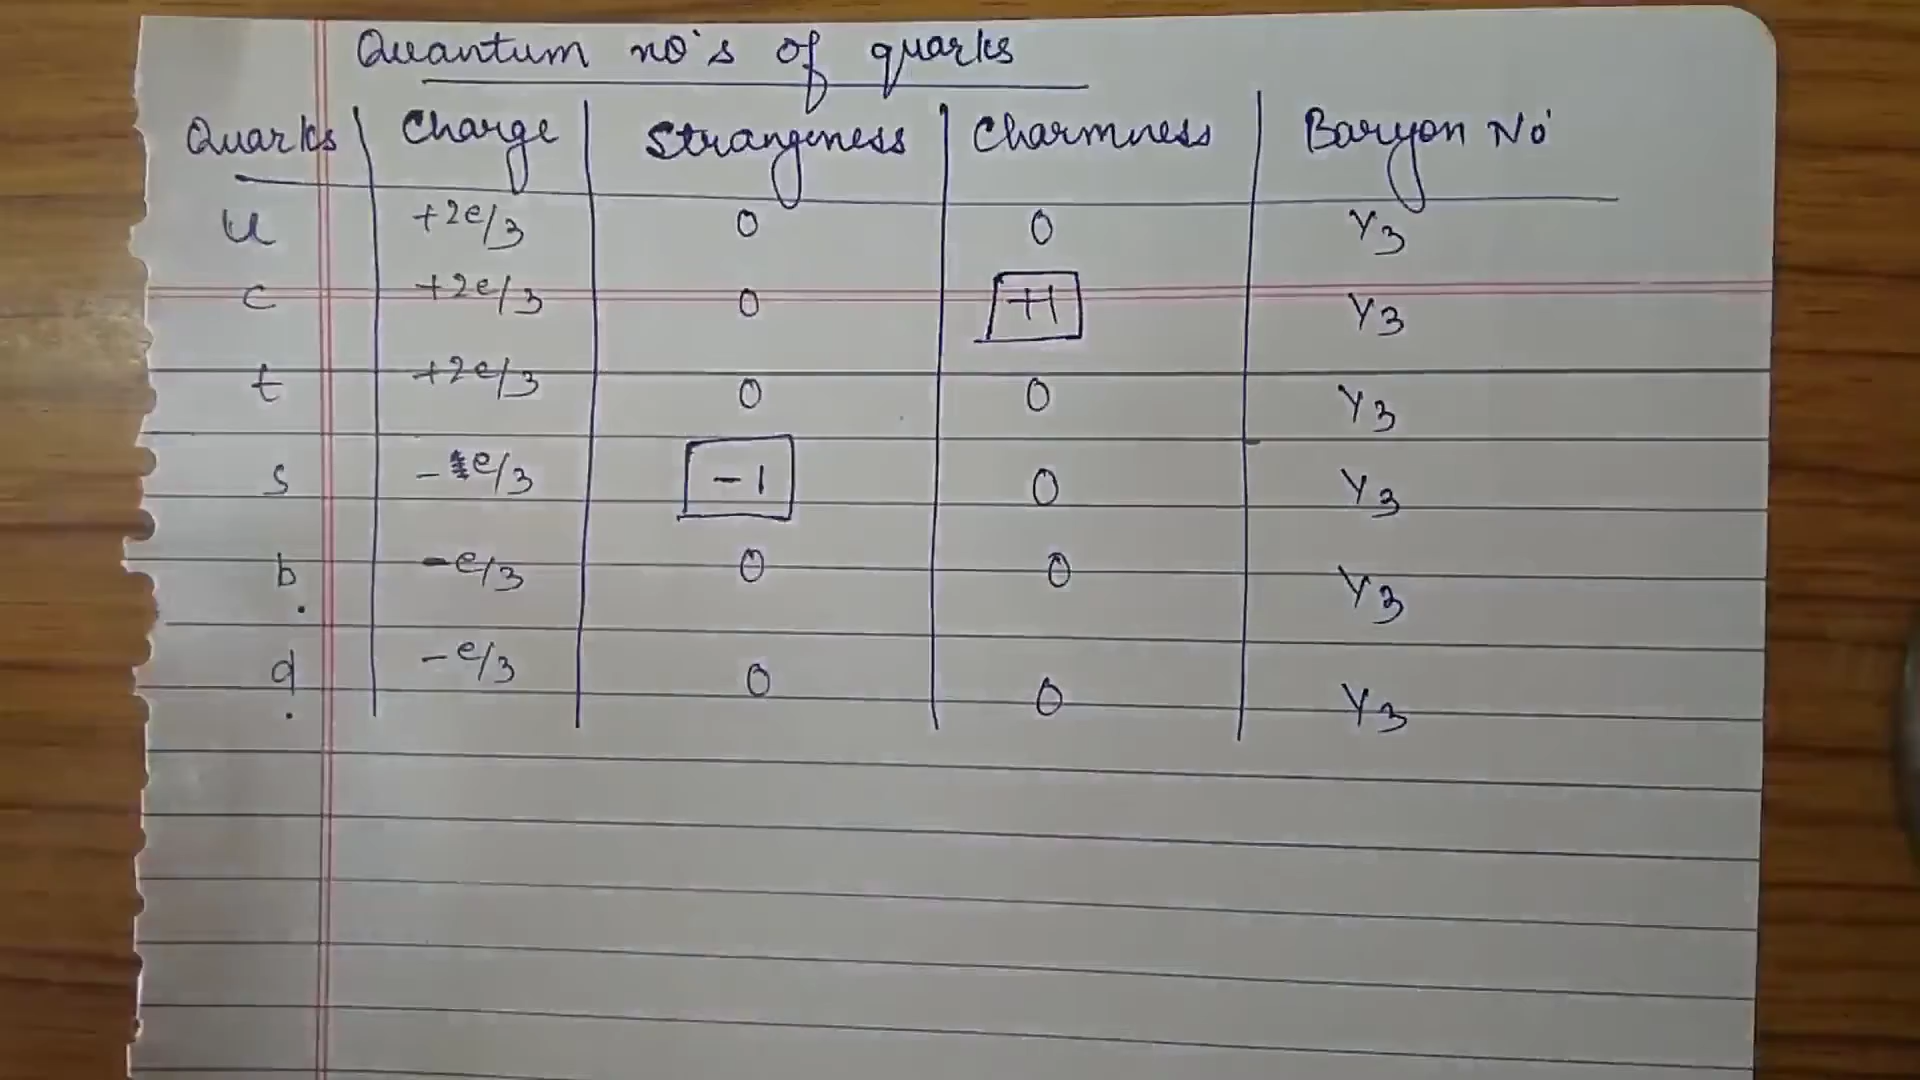 Quantum no's of quarks
Quarks Charge Strangeness Charmness Baryon No
u +2e/3 0 0 1/3
c +2e/3 0 +1 1/3
t +2e/3 0 0 1/3
s -e/3 -1 0 1/3
b -e/3 0 0 1/3
d -e/3 0 0 1/3